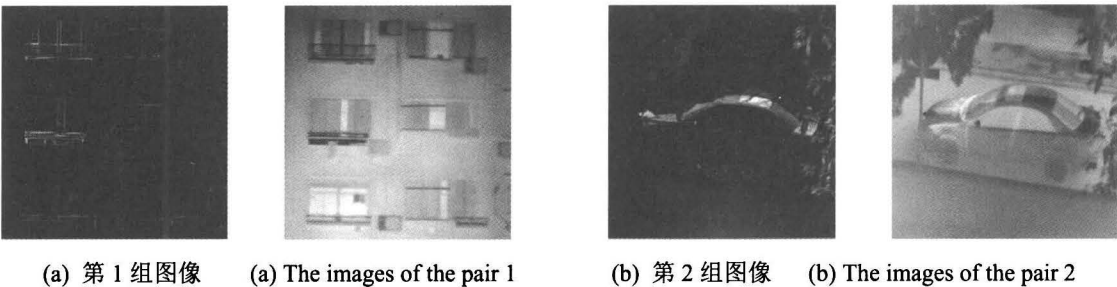 (a) 第 1 组图像 (a) The images of the pair 1
(b) 第 2 组图像 (b) The images of the pair 2